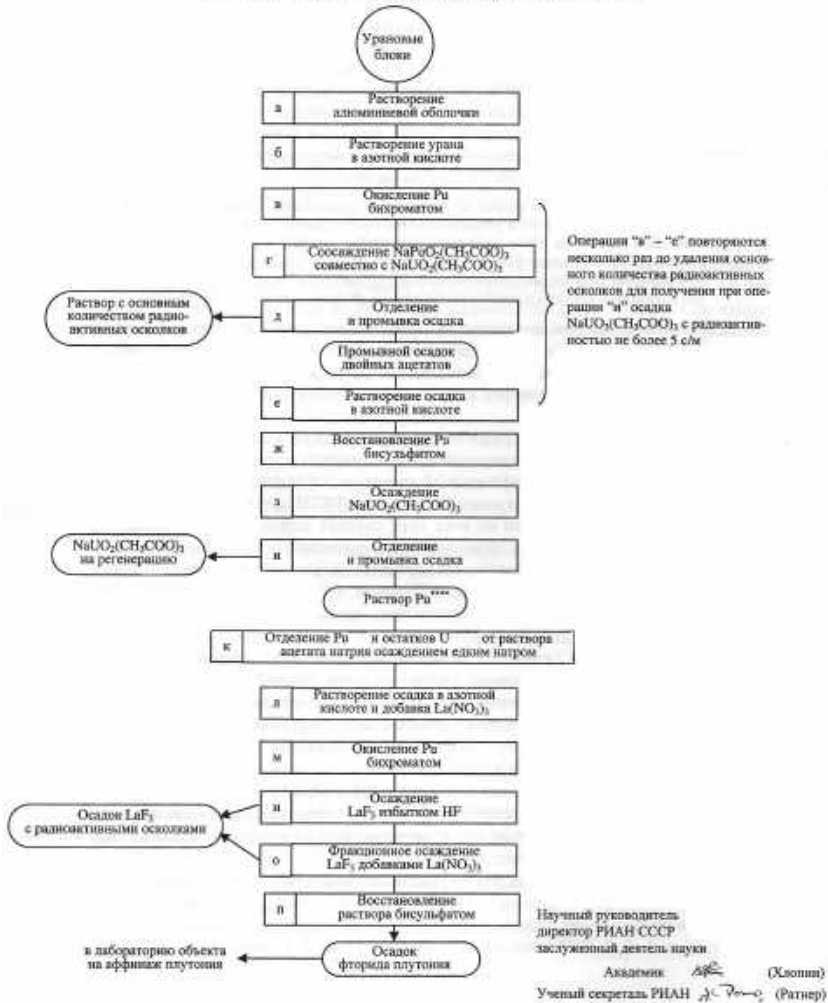 Урановые
блоки
а Растворение
алюминиевой оболочки
б Растворение урана
в азотной кислоте
в Окисление Pu
бихроматом
г Соосаждение NaPuO₂(CH₃COO)₃
совместно с NaUO₂(CH₃COO)₃
Операции “в” – “е” повторяются
несколько раз до удаления основ-
ного количества радиоактивных
осколков для получения при опе-
рации “и” осадка
NaUO₂(CH₃COO)₃ с радиоактив-
ностью не более 5 с/м
Раствор с основным
количеством радио-
активных осколков
д Отделение
и промывка осадка
Промывной осадок
двойных ацетатов
е Растворение осадка
в азотной кислоте
ж Восстановление Pu
бисульфитом
з Осаждение
NaUO₂(CH₃COO)₃
NaUO₂(CH₃COO)₃
на регенерацию
и Отделение
и промывка осадка
Раствор Pu••••
к Отделение Pu и остатков U от раствора
ацетата натрия осаждением едким натром
л Растворение осадка в азотной
кислоте и добавка La(NO₃)₃
м Окисление Pu
бихроматом
Осадок LaF₃
с радиоактивными осколками
н Осаждение
LaF₃ избытком HF
о Фракционное осаждение
LaF₃ добавками La(NO₃)₃
п Восстановление
раствора бисульфатом
в лабораторию объекта
на аффинаж плутония
Осадок
фторида плутония
Научный руководитель
директор РИАН СССР
заслуженный деятель науки
Академик (Хлопин)
Ученый секреталь РИАН (Ратнер)